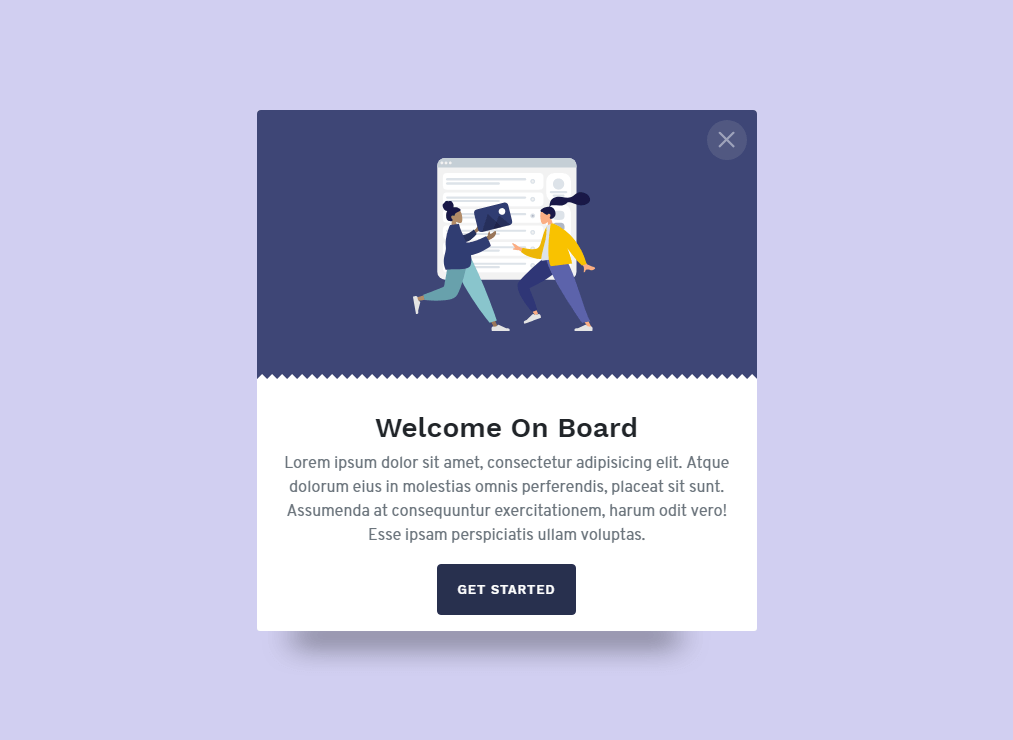 Welcome On Board
Lorem ipsum dolor sit amet, consectetur adipisicing elit. Atque
dolorum eius in molestias omnis perferendis, placeat sit sunt.
Assumenda at consequuntur exercitationem, harum odit vero!
Esse ipsam perspiciatis ullam voluptas.
GET STARTED